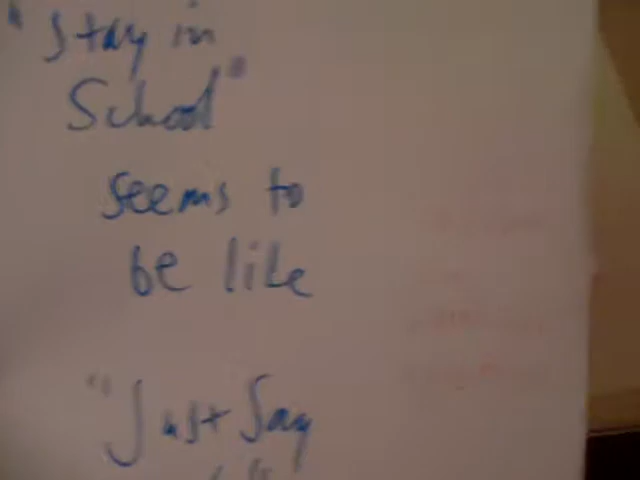 "Stay in
School"
seems to
be like
"Just Say